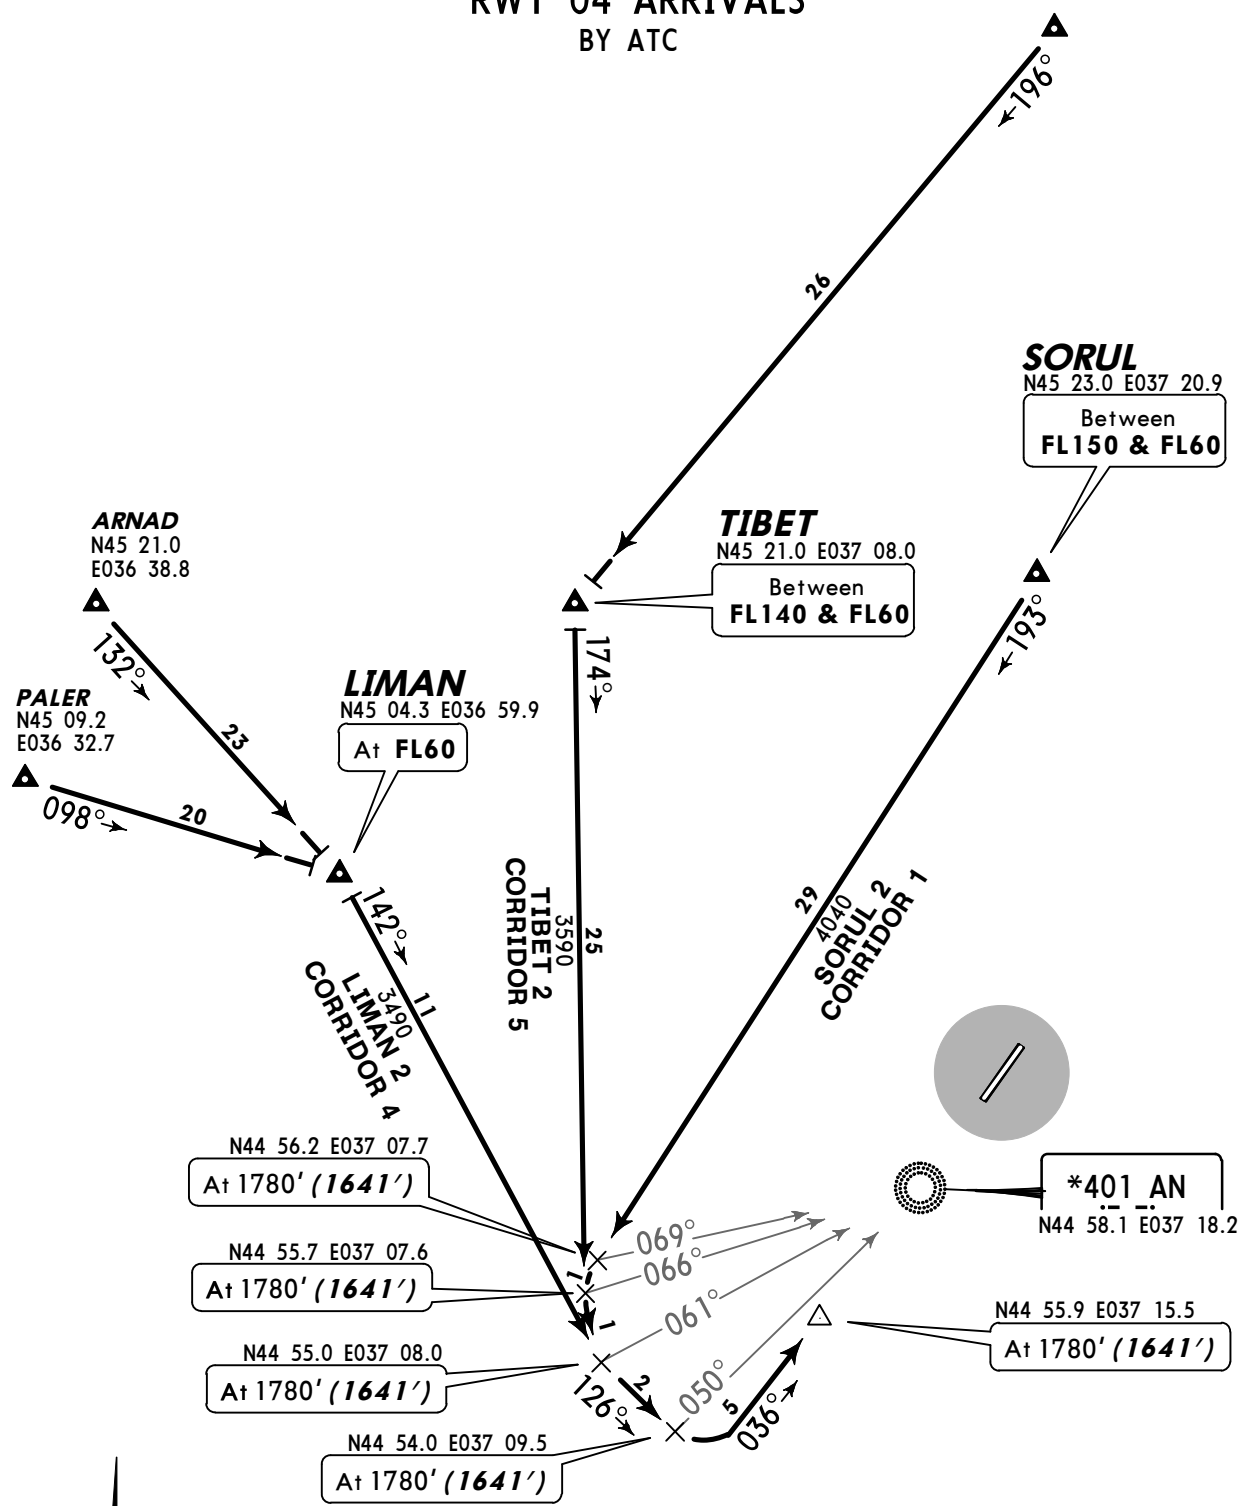 RWY 04 ARRIVALS
BY ATC
←196°
26
SORUL
N45 23.0 E037 20.9
Between
FL150 & FL60
ARNAD
N45 21.0
E036 38.8
TIBET
N45 21.0 E037 08.0
Between
FL140 & FL60
←193°
132°→
174°→
PALER
N45 09.2
E036 32.7
LIMAN
N45 04.3 E036 59.9
At FL60
23
098°→
20
142°→
11
3490
LIMAN 2
CORRIDOR 4
25
3590
TIBET 2
CORRIDOR 5
29
4040
SORUL 2
CORRIDOR 1
N44 56.2 E037 07.7
At 1780' (1641')
*401 AN
N44 58.1 E037 18.2
069°
N44 55.7 E037 07.6
At 1780' (1641')
1
066°
061°
1
N44 55.9 E037 15.5
At 1780' (1641')
N44 55.0 E037 08.0
At 1780' (1641')
2
126°→
050°
5
036°→
N44 54.0 E037 09.5
At 1780' (1641')